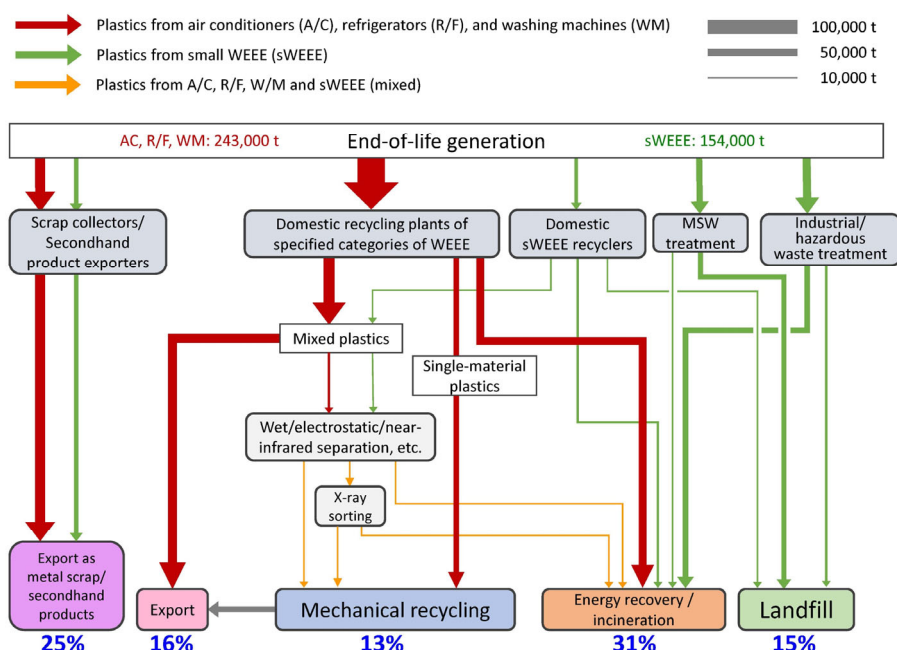 Plastics from air conditioners (A/C), refrigerators (R/F), and washing machines (WM)
Plastics from small WEEE (sWEEE)
Plastics from A/C, R/F, W/M and sWEEE (mixed)
100,000 t
50,000 t
10,000 t
AC, R/F, WM: 243,000 t
End-of-life generation
sWEEE: 154,000 t
Scrap collectors/
Secondhand
product exporters
Domestic recycling plants of
specified categories of WEEE
Domestic
sWEEE recyclers
MSW
treatment
Industrial/
hazardous
waste treatment
Mixed plastics
Single-material
plastics
Wet/electrostatic/near-
infrared separation, etc.
X-ray
sorting
Export as
metal scrap/
secondhand
products
Export
Mechanical recycling
Energy recovery /
incineration
Landfill
25%
16%
13%
31%
15%